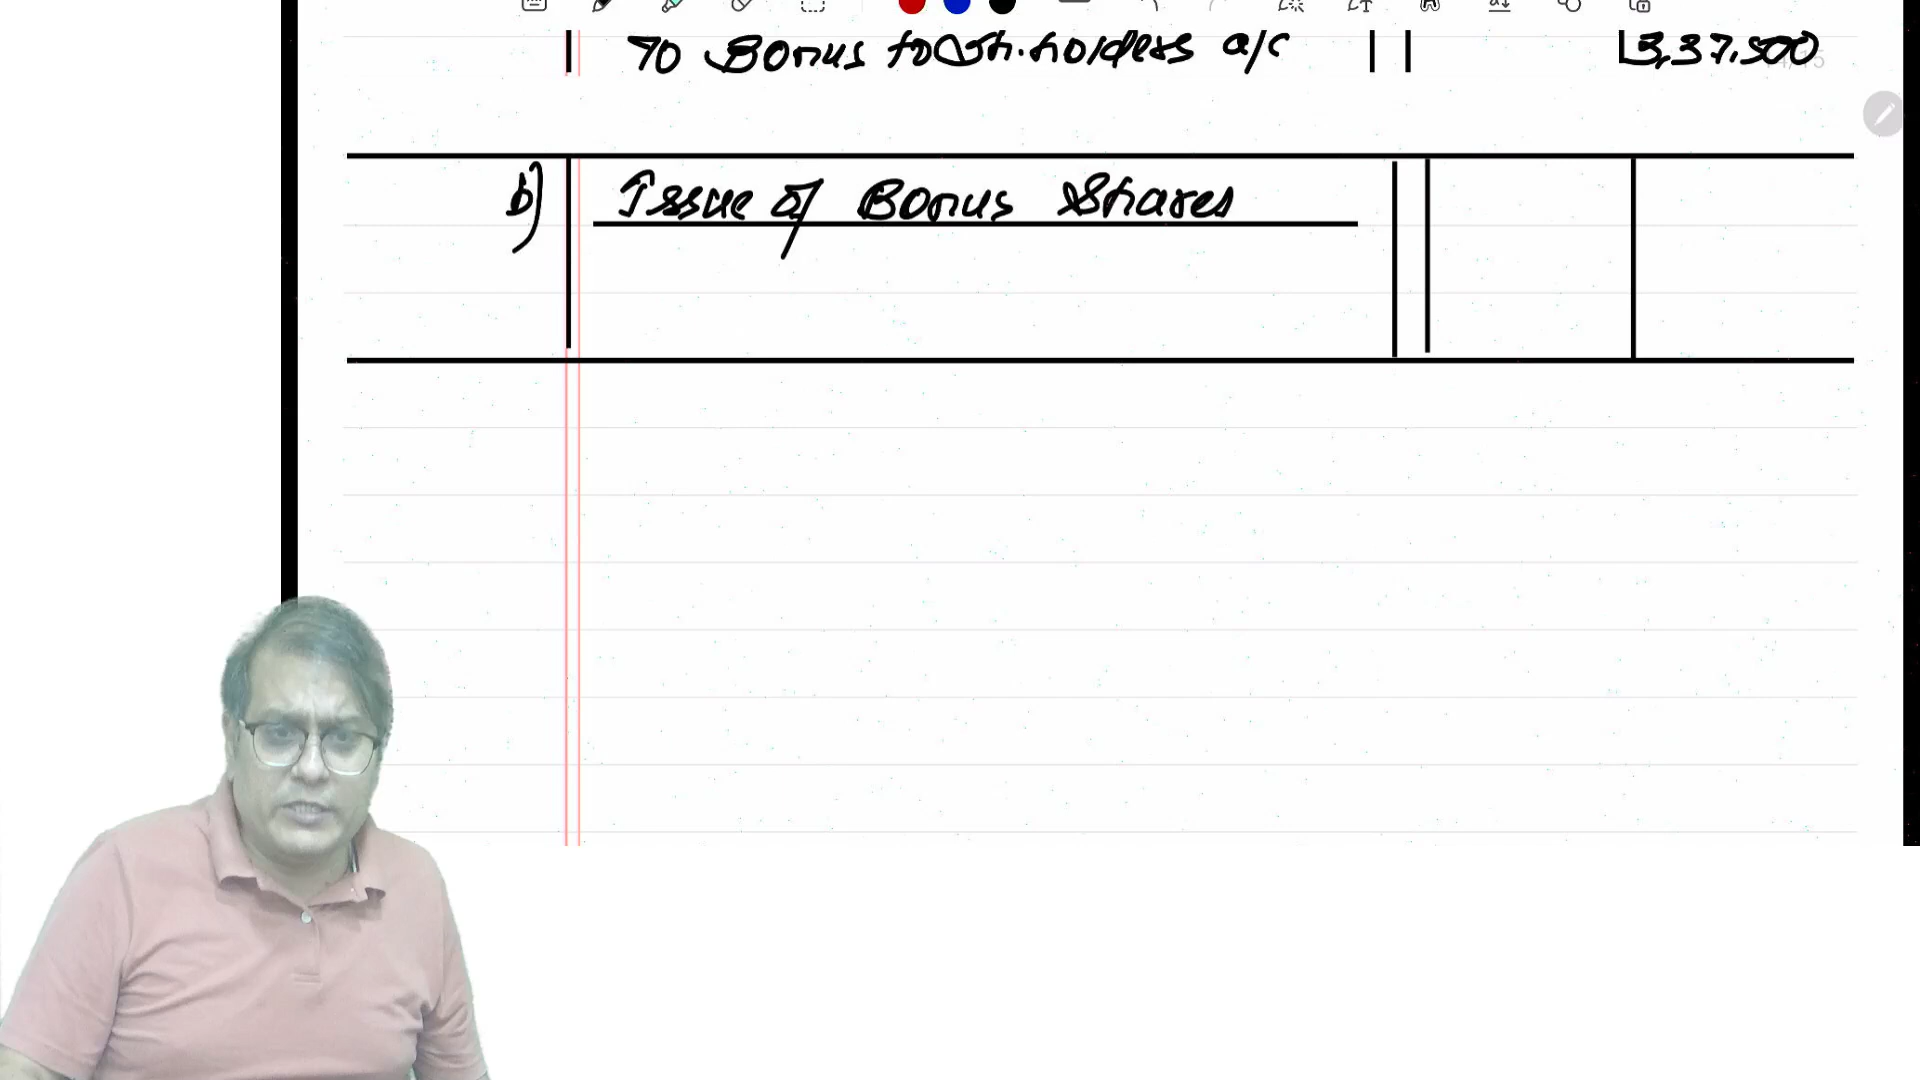 To Bonus to Sh.holders a/c 3,37,500
b) Issue of Bonus Shares